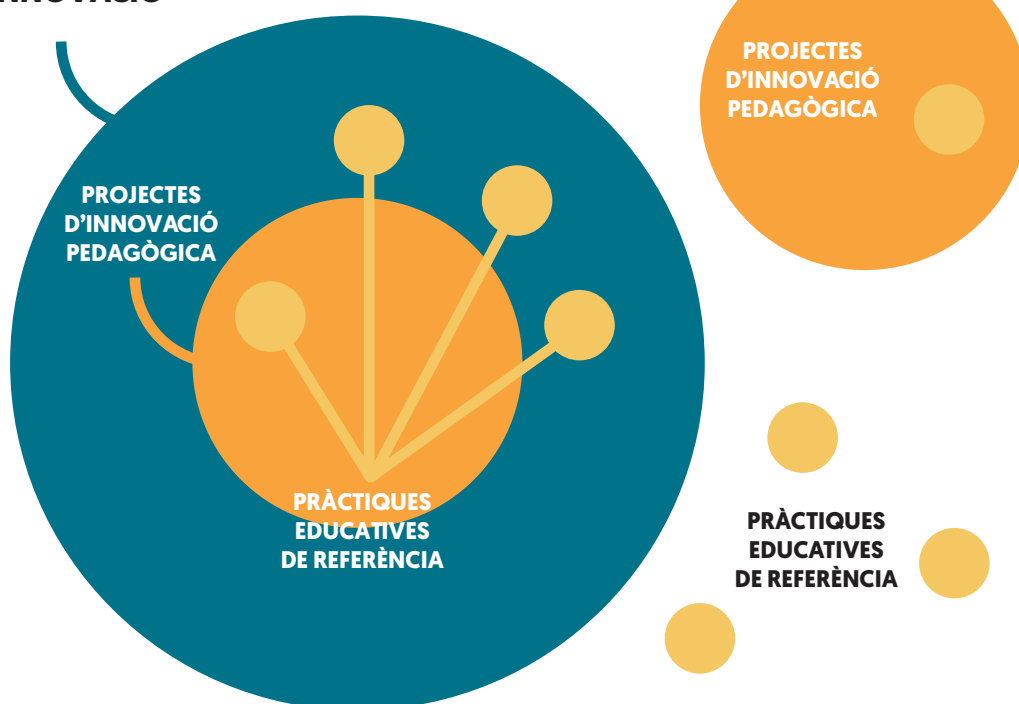 PROJECTES
D'INNOVACIÓ
PEDAGÒGICA
PROJECTES
D'INNOVACIÓ
PEDAGÒGICA
PRÀCTIQUES
EDUCATIVES
DE REFERÈNCIA
PRÀCTIQUES
EDUCATIVES
DE REFERÈNCIA